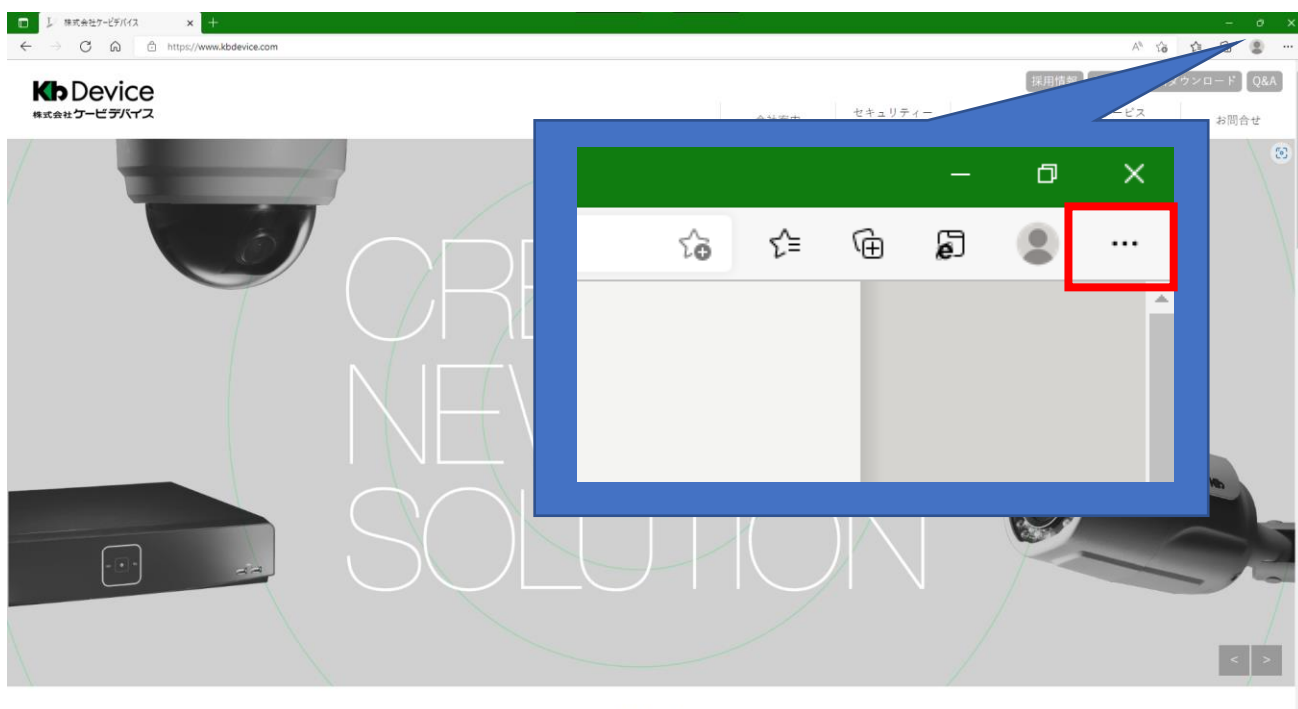 株式会社ケービデバイス
https://www.kbdevice.com
採用情報
ウンロード
Q&A
Kb Device
株式会社ケービデバイス
セキュリティー
ービス
お問合せ
CRE
NEW
SOLUTION
Kb
< >